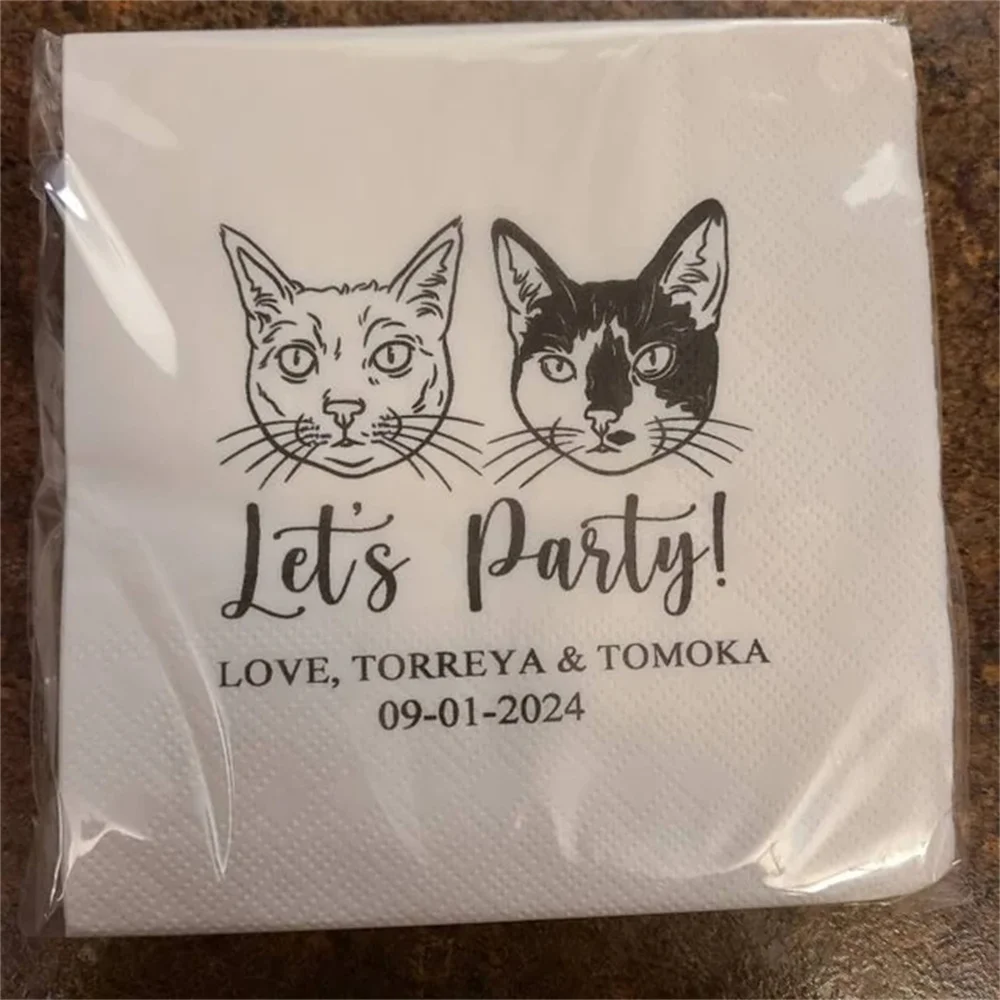 Let's Party!
LOVE, TORREYA & TOMOKA
09-01-2024